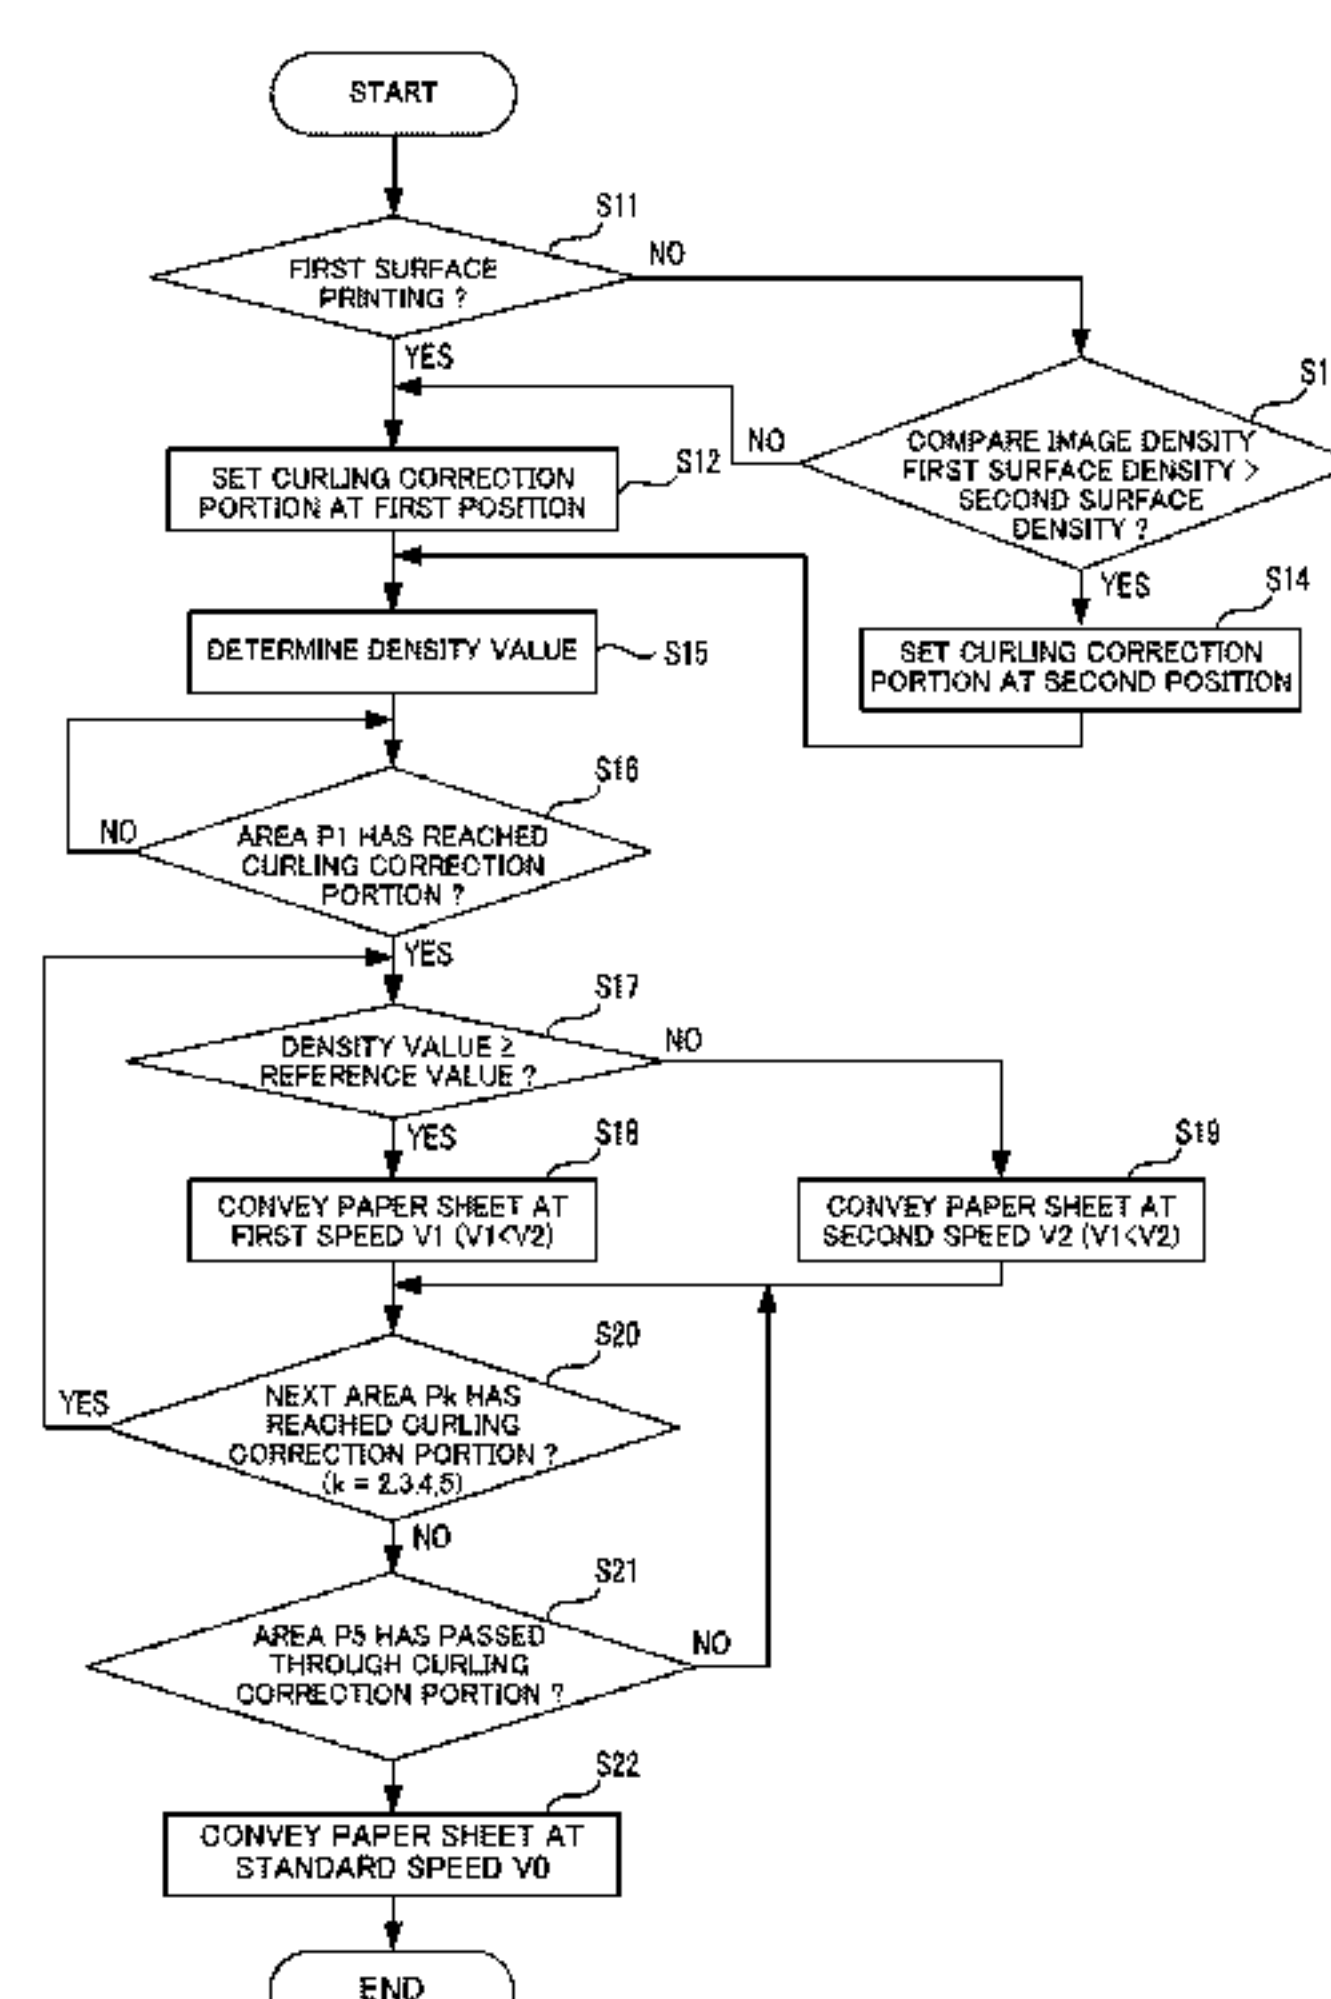 START
S11
FIRST SURFACE
PRINTING ?
NO
YES
S1
COMPARE IMAGE DENSITY
FIRST SURFACE DENSITY >
SECOND SURFACE
DENSITY ?
NO
YES
S12
SET CURLING CORRECTION
PORTION AT FIRST POSITION
S14
SET CURLING CORRECTION
PORTION AT SECOND POSITION
DETERMINE DENSITY VALUE
S15
S16
AREA P1 HAS REACHED
CURLING CORRECTION
PORTION ?
NO
YES
S17
DENSITY VALUE ≥
REFERENCE VALUE ?
NO
YES
S18
CONVEY PAPER SHEET AT
FIRST SPEED V1 (V1<V2)
S19
CONVEY PAPER SHEET AT
SECOND SPEED V2 (V1<V2)
S20
NEXT AREA Pk HAS
REACHED CURLING
CORRECTION PORTION ?
(k = 2,3,4,5)
YES
NO
S21
AREA P5 HAS PASSED
THROUGH CURLING
CORRECTION PORTION ?
NO
S22
CONVEY PAPER SHEET AT
STANDARD SPEED V0
END